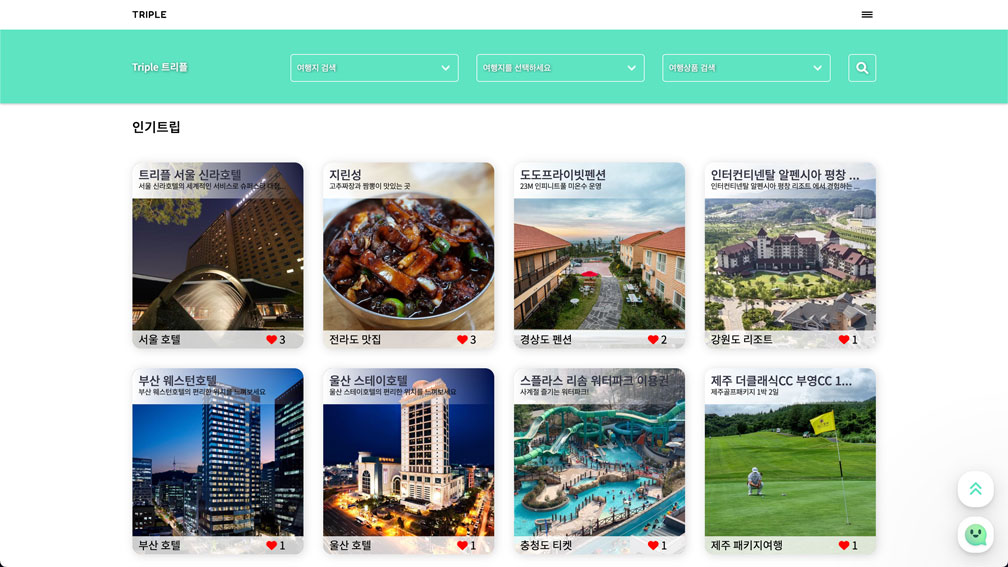 TRIPLE
Triple 트리플
여행지 검색
여행지를 선택하세요
여행상품 검색
인기트립
트리플 서울 신라호텔
서울 신라호텔의 세계적인 서비스로 슈퍼스타 대접...
서울 호텔
3
지린성
고추짜장과 짬뽕이 맛있는 곳
전라도 맛집
3
도도프라이빗펜션
23M 인피니트풀 미온수 운영
경상도 펜션
2
인터컨티넨탈 알펜시아 평창 ...
인터컨티넨탈 알펜시아 평창 리조트 에서 경험하는 ...
강원도 리조트
1
부산 웨스턴호텔
부산 웨스턴호텔의 편리한 위치를 느껴보세요
부산 호텔
1
울산 스테이호텔
울산 스테이호텔의 편리한 위치를 느껴보세요
울산 호텔
1
스플라스 리솜 워터파크 이용권
사계절 즐기는 워터파크!
충청도 티켓
1
제주 더클래식CC 부영CC 1...
제주골프패키지 1박 2일
제주 패키지여행
1